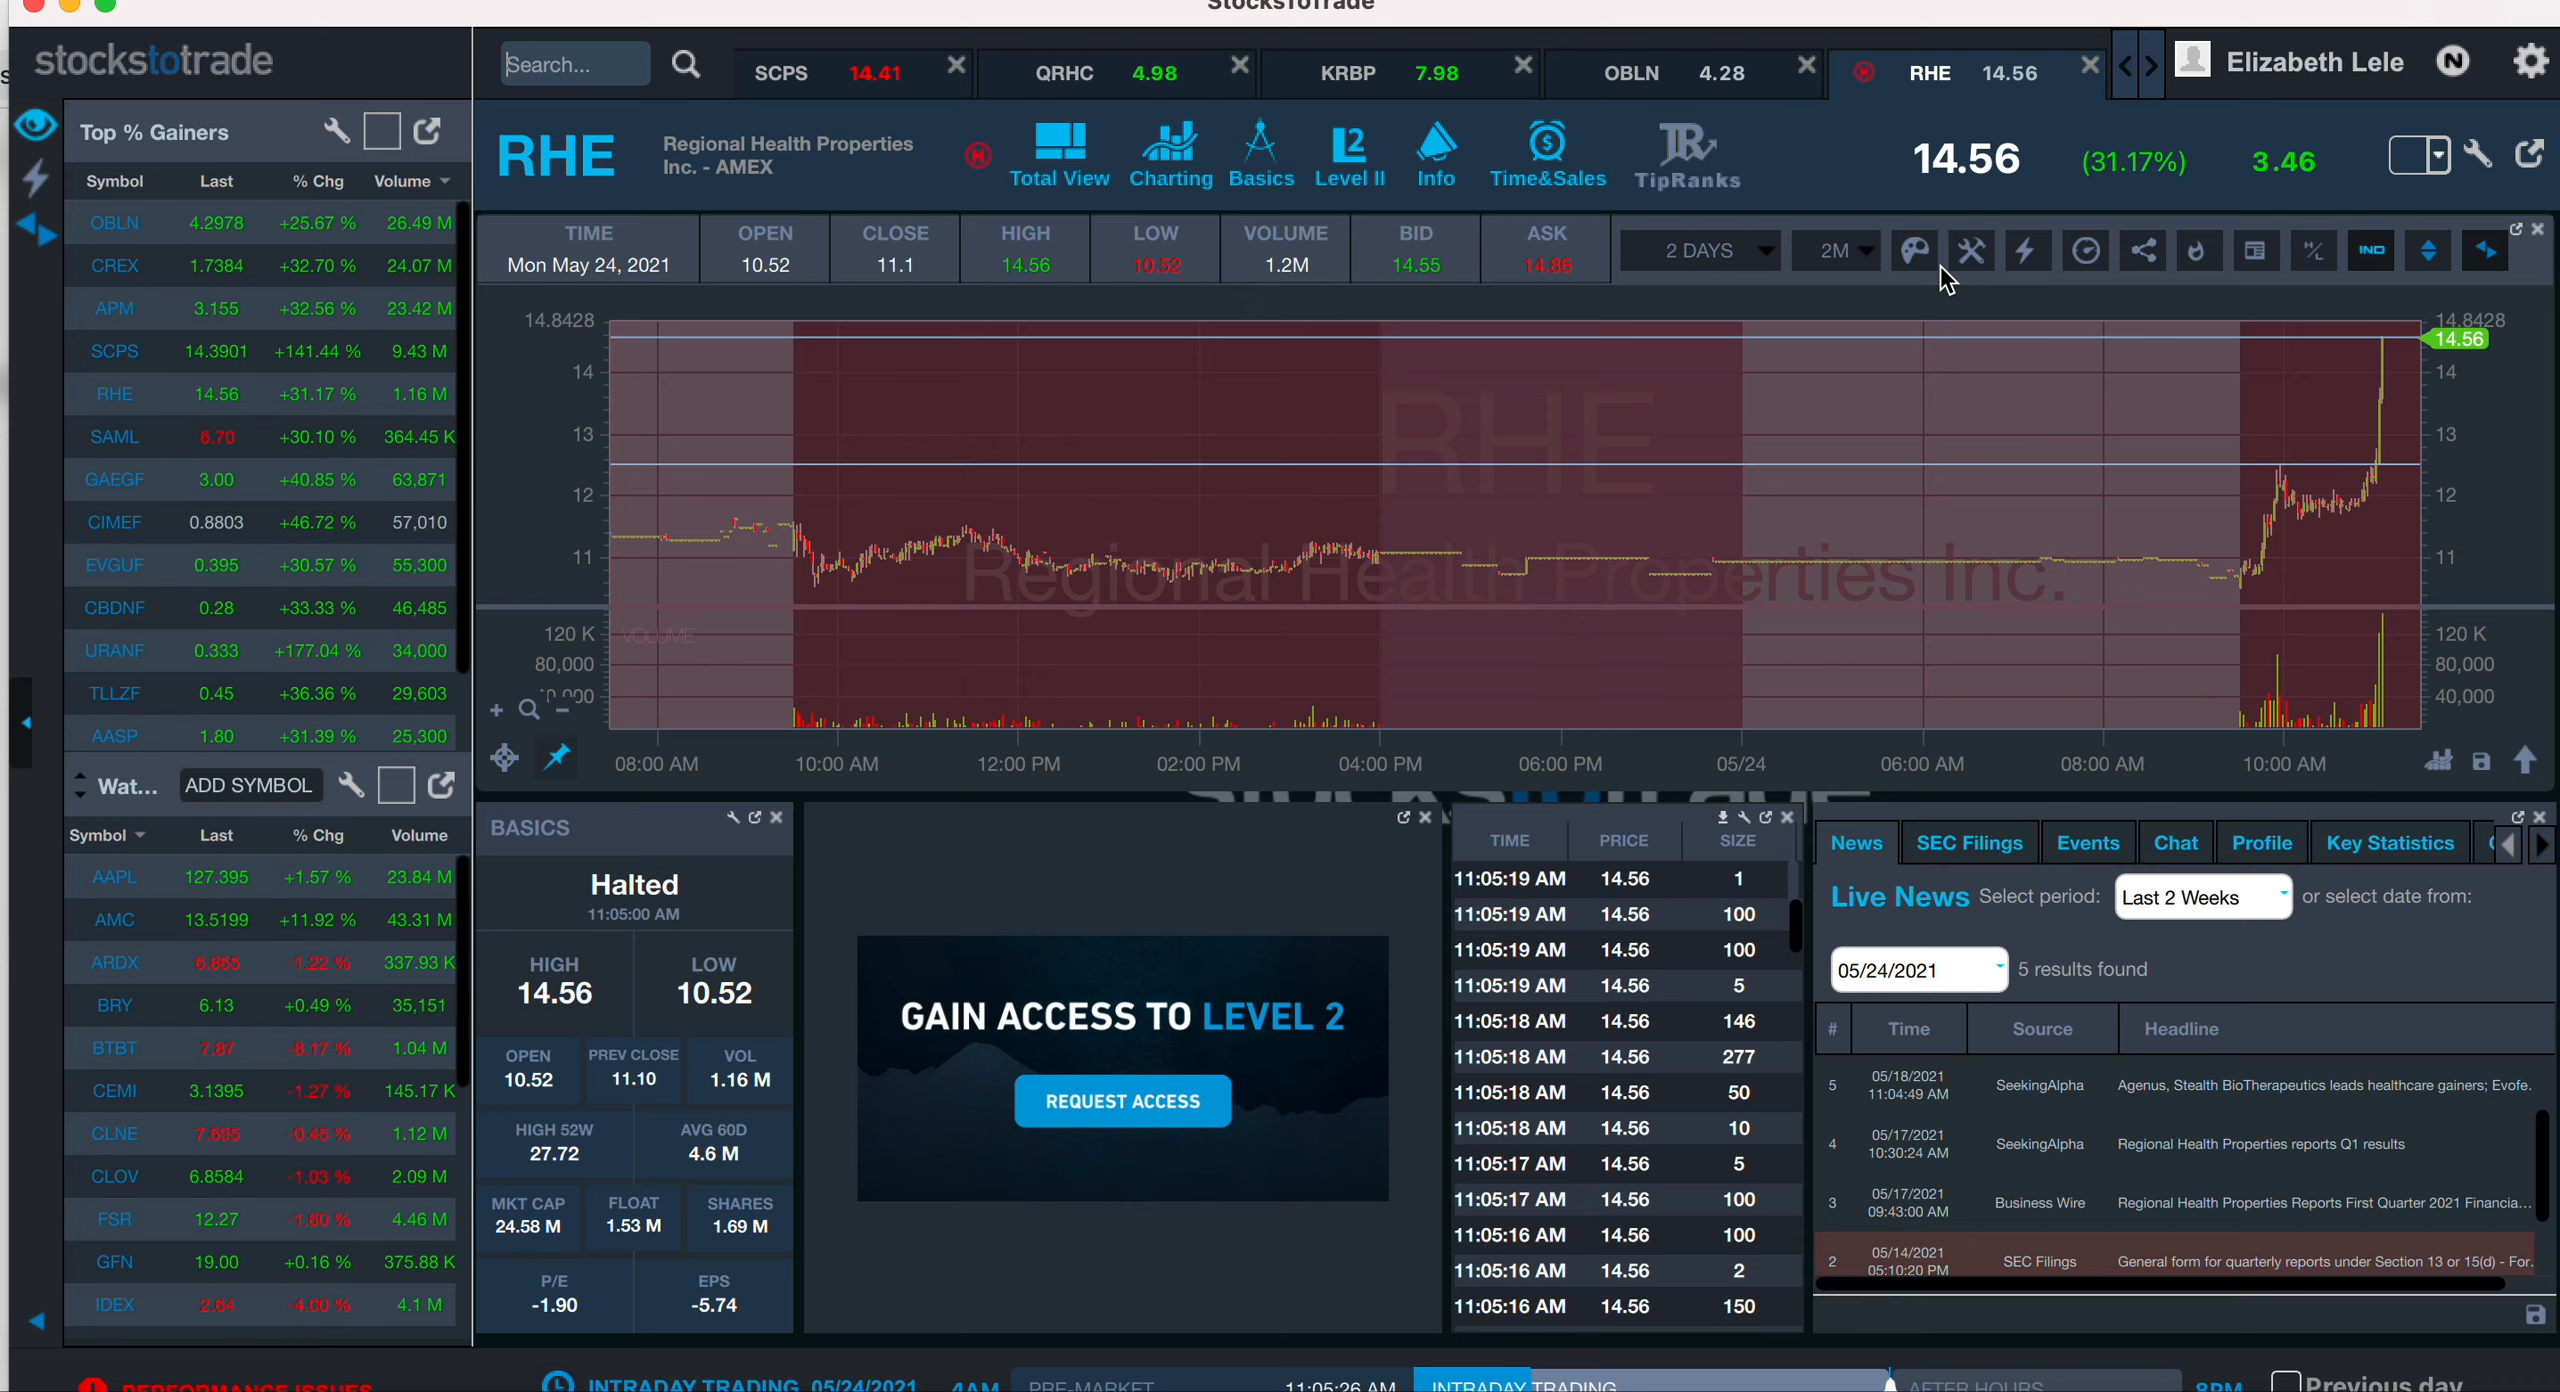 StocksToTrade
stockstotrade
Search...
SCPS 14.41
QRHC 4.98
KRBP 7.98
OBLN 4.28
H RHE 14.56
Elizabeth Lele
N
Top % Gainers
Symbol Last % Chg Volume
OBLN 4.2978 +25.67 % 26.49 M
CREX 1.7384 +32.70 % 24.07 M
APM 3.155 +32.56 % 23.42 M
SCPS 14.3901 +141.44 % 9.43 M
RHE 14.56 +31.17 % 1.16 M
SAML 6.70 +30.10 % 364.45 K
GAEGF 3.00 +40.85 % 63,871
CIMEF 0.8803 +46.72 % 57,010
EVGUF 0.395 +30.57 % 55,300
CBDNF 0.28 +33.33 % 46,485
URANF 0.333 +177.04 % 34,000
TLLZF 0.45 +36.36 % 29,603
AASP 1.80 +31.39 % 25,300
Wat... ADD SYMBOL
Symbol Last % Chg Volume
AAPL 127.395 +1.57 % 23.84 M
AMC 13.5199 +11.92 % 43.31 M
ARDX 6.865 -1.22 % 337.93 K
BRY 6.13 +0.49 % 35,151
BTBT 7.87 -8.17 % 1.04 M
CEMI 3.1395 -1.27 % 145.17 K
CLNE 7.695 -0.45 % 1.12 M
CLOV 6.8584 -1.03 % 2.09 M
FSR 12.27 -1.60 % 4.46 M
GFN 19.00 +0.16 % 375.88 K
IDEX 2.64 -4.00 % 4.1 M
RHE
Regional Health Properties
Inc. - AMEX
H
Total View
Charting
Basics
L2
Level II
Info
Time&Sales
TR
TipRanks
14.56 (31.17%) 3.46
TIME OPEN CLOSE HIGH LOW VOLUME BID ASK
Mon May 24, 2021 10.52 11.1 14.56 10.52 1.2M 14.55 14.86
2 DAYS 2M
H/L IND
14.8428 14.8428
14.56
14 14
13 13
12 12
11 11
RHE
Regional Health Properties Inc.
VOLUME
120 K 120 K
80,000 80,000
40,000
08:00 AM 10:00 AM 12:00 PM 02:00 PM 04:00 PM 06:00 PM 05/24 06:00 AM 08:00 AM 10:00 AM
BASICS
Halted
11:05:00 AM
HIGH LOW
14.56 10.52
OPEN PREV CLOSE VOL
10.52 11.10 1.16 M
HIGH 52W AVG 60D
27.72 4.6 M
MKT CAP FLOAT SHARES
24.58 M 1.53 M 1.69 M
P/E EPS
-1.90 -5.74
GAIN ACCESS TO LEVEL 2
REQUEST ACCESS
TIME PRICE SIZE
11:05:19 AM 14.56 1
11:05:19 AM 14.56 100
11:05:19 AM 14.56 100
11:05:19 AM 14.56 5
11:05:18 AM 14.56 146
11:05:18 AM 14.56 277
11:05:18 AM 14.56 50
11:05:18 AM 14.56 10
11:05:17 AM 14.56 5
11:05:17 AM 14.56 100
11:05:16 AM 14.56 100
11:05:16 AM 14.56 2
11:05:16 AM 14.56 150
News SEC Filings Events Chat Profile Key Statistics
Live News Select period: Last 2 Weeks or select date from:
05/24/2021 5 results found
# Time Source Headline
5 05/18/2021 11:04:49 AM SeekingAlpha Agenus, Stealth BioTherapeutics leads healthcare gainers; Evofe.
4 05/17/2021 10:30:24 AM SeekingAlpha Regional Health Properties reports Q1 results
3 05/17/2021 09:43:00 AM Business Wire Regional Health Properties Reports First Quarter 2021 Financia...
2 05/14/2021 05:10:20 PM SEC Filings General form for quarterly reports under Section 13 or 15(d) - For.
PERFORMANCE ISSUES
INTRADAY TRADING 05/24/2021 4AM PRE-MARKET 11:05:26 AM INTRADAY TRADING AFTER HOURS 8PM Previous day